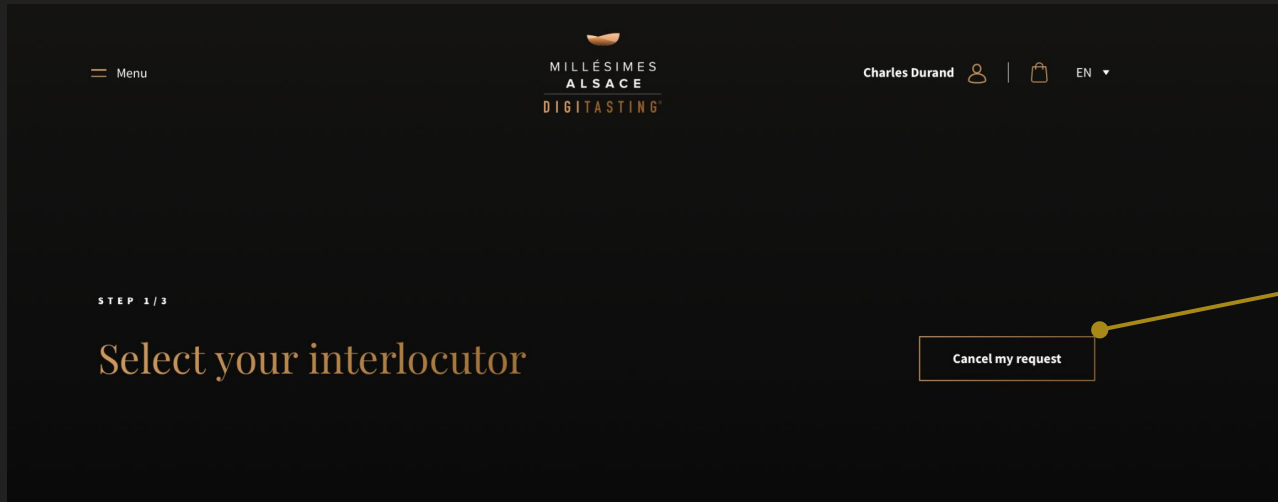 Menu
MILLÉSIMES
ALSACE
DIGITASTING®
Charles Durand
EN
STEP 1/3
Select your interlocutor
Cancel my request